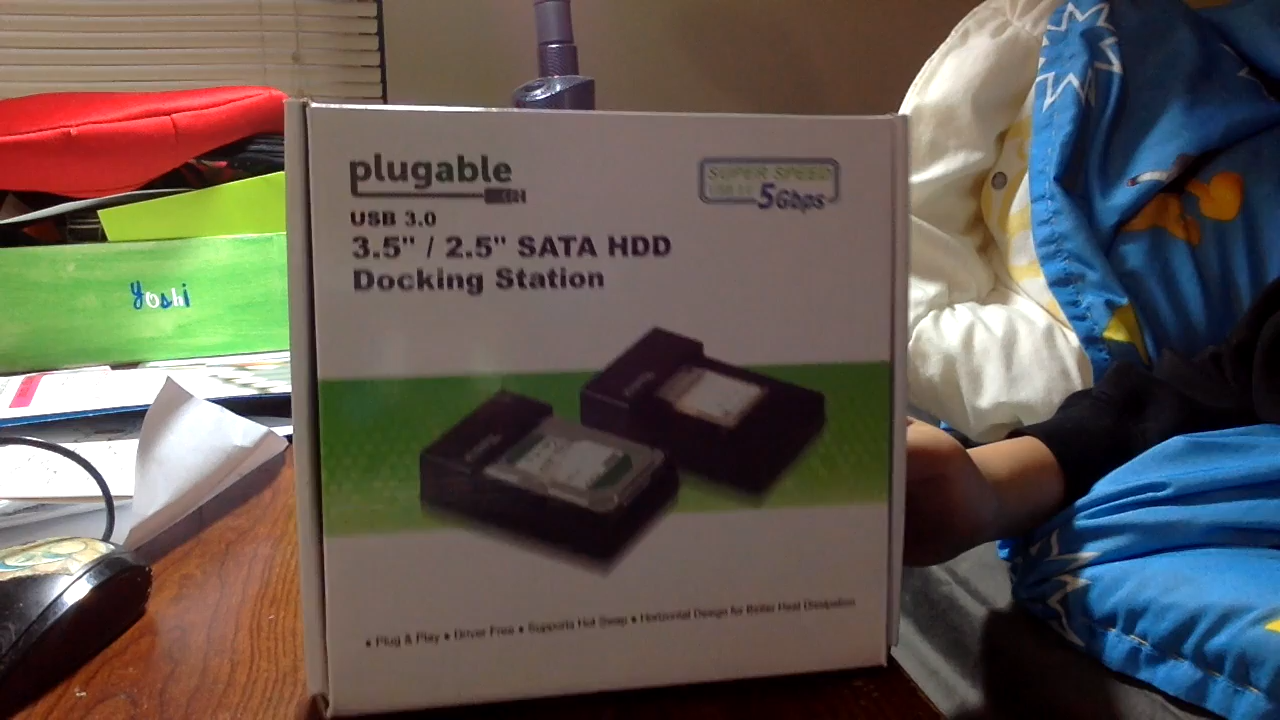 plugable
SUPER SPEED
USB 3.0
5Gbps
USB 3.0
3.5" / 2.5" SATA HDD
Docking Station
Yoshi
• Plug & Play • Driver Free • Supports Hot Swap • Horizontal Design for Better Heat Dissipation